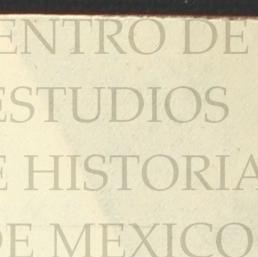 ENTRO DE
ESTUDIOS
E HISTORIA
DE MEXICO